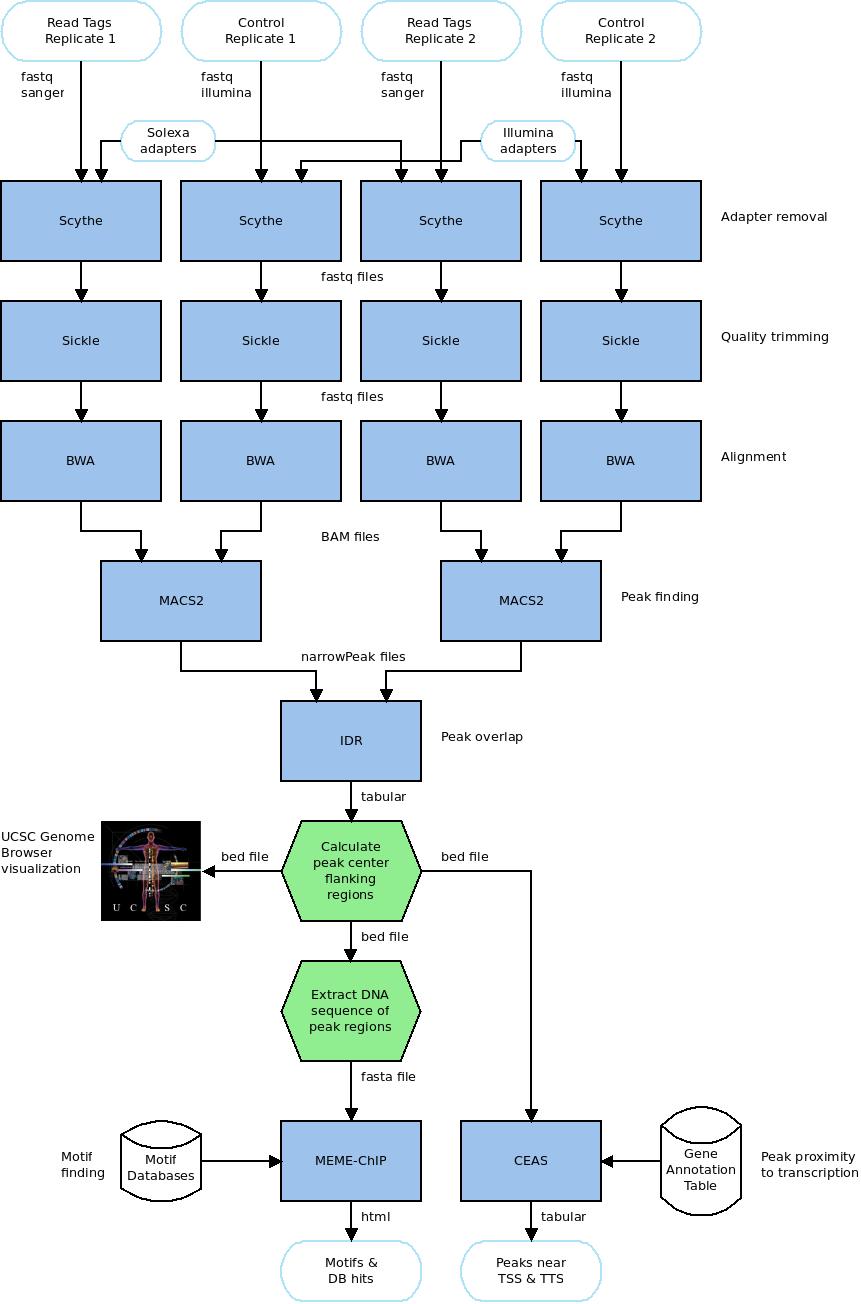 Read Tags
Replicate 1
Control
Replicate 1
Read Tags
Replicate 2
Control
Replicate 2
fastq
sanger
fastq
illumina
fastq
sanger
fastq
illumina
Solexa
adapters
Illumina
adapters
Scythe
Scythe
Scythe
Scythe
Adapter removal
fastq files
Sickle
Sickle
Sickle
Sickle
Quality trimming
fastq files
BWA
BWA
BWA
BWA
Alignment
BAM files
MACS2
MACS2
Peak finding
narrowPeak files
IDR
Peak overlap
tabular
UCSC Genome
Browser
visualization
U C S C
bed file
Calculate
peak center
flanking
regions
bed file
bed file
Extract DNA
sequence of
peak regions
fasta file
Motif
finding
Motif
Databases
MEME-ChIP
CEAS
Gene
Annotation
Table
Peak proximity
to transcription
html
tabular
Motifs &
DB hits
Peaks near
TSS & TTS